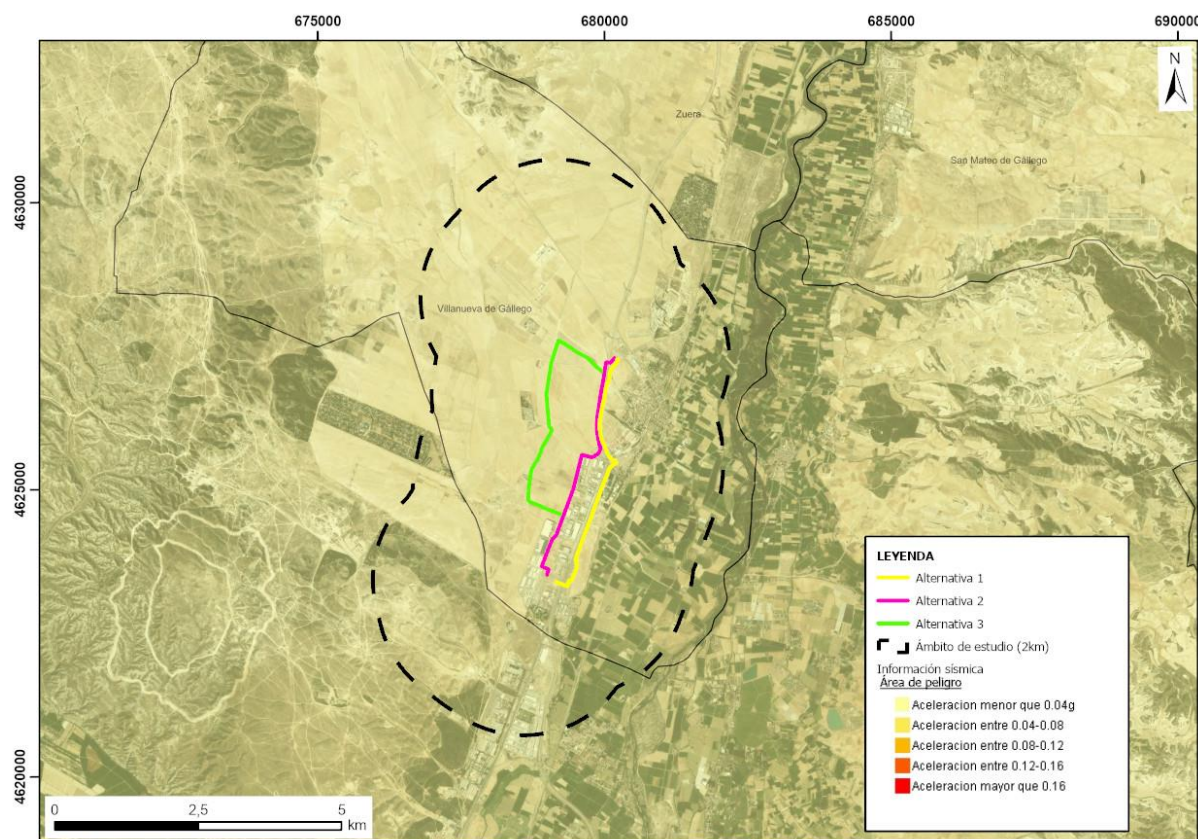 675000
680000
685000
690000
N
Zuera
San Mateo de Gállego
4630000
Villanueva de Gállego
4625000
4620000
LEYENDA
Alternativa 1
Alternativa 2
Alternativa 3
Ámbito de estudio (2km)
Información sísmica
Área de peligro
Aceleracion menor que 0.04g
Aceleracion entre 0.04-0.08
Aceleracion entre 0.08-0.12
Aceleracion entre 0.12-0.16
Aceleracion mayor que 0.16
0 2,5 5
km